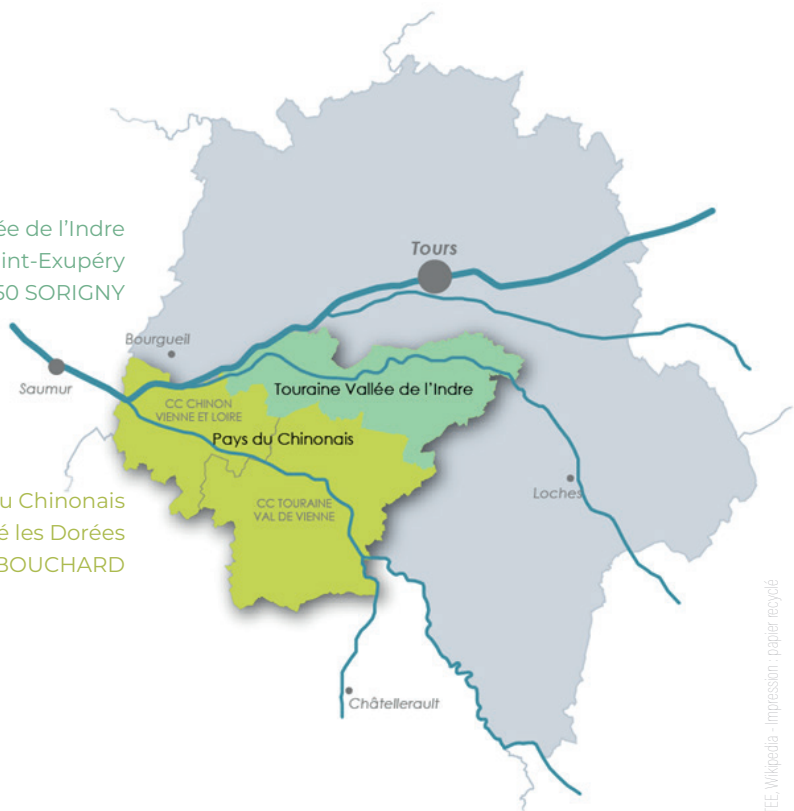 ée de l’Indre
int-Exupéry
50 SORIGNY
Tours
Bourgueil
Saumur
Touraine Vallée de l’Indre
CC CHINON
VIENNE ET LOIRE
Pays du Chinonais
Loches
u Chinonais
é les Dorées
BOUCHARD
CC TOURAINE
VAL DE VIENNE
Châtellerault
TEE, Wikipedia - Impression : papier recyclé